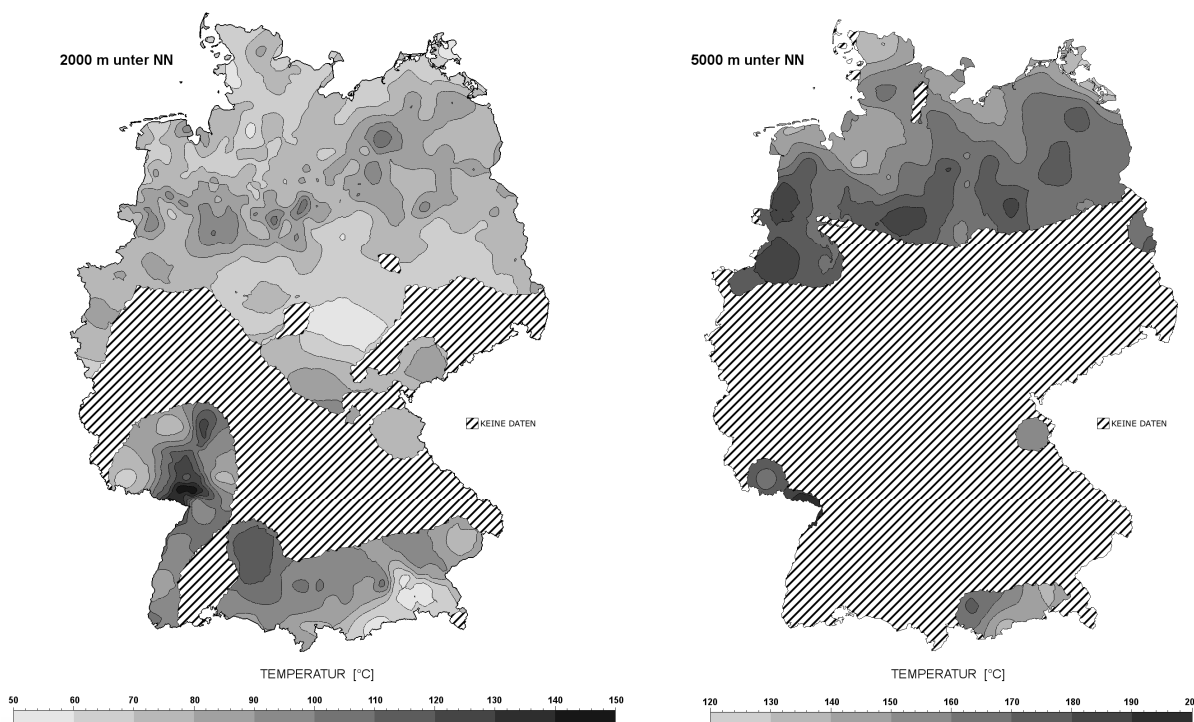 2000 m unter NN
5000 m unter NN
KEINE DATEN
KEINE DATEN
TEMPERATUR [°C]
50 60 70 80 90 100 110 120 130 140 150
TEMPERATUR [°C]
120 130 140 150 160 170 180 190